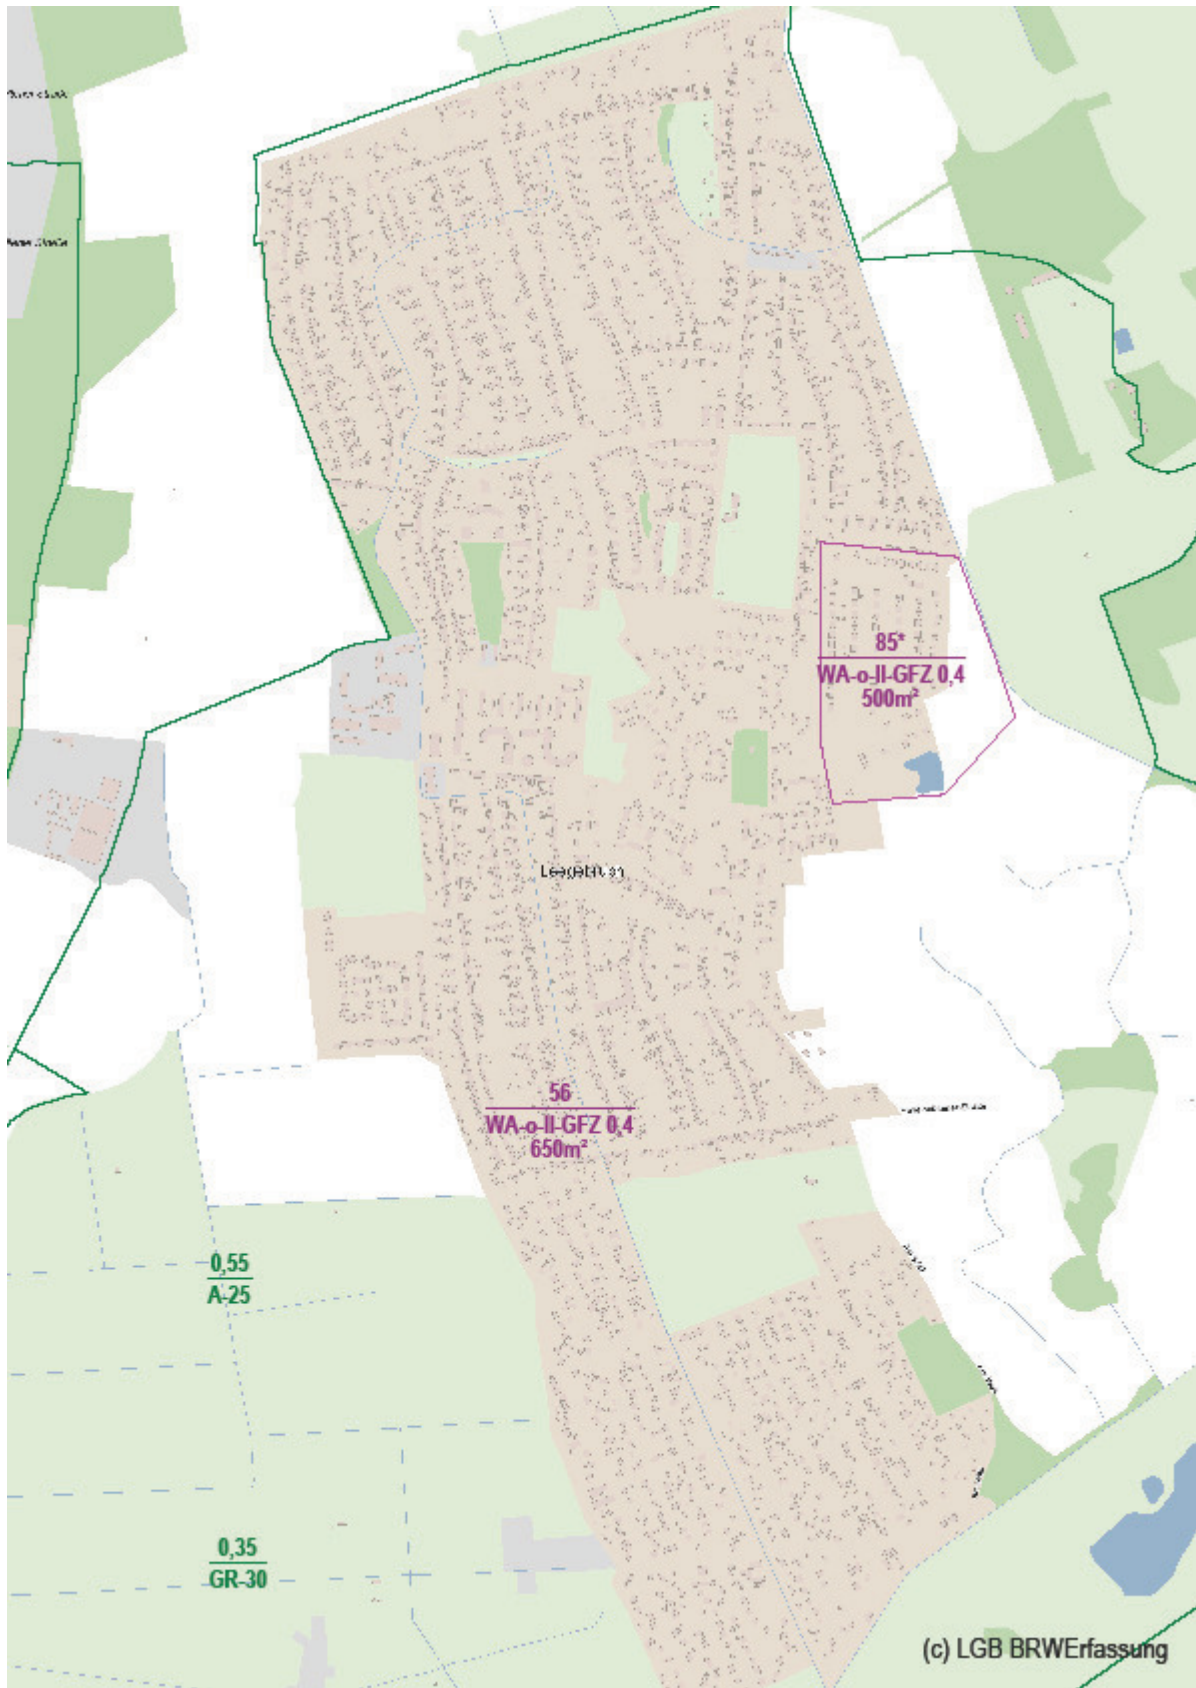 85*
WA-o-II-GFZ 0,4
500m²
56
WA-o-II-GFZ 0,4
650m²
0,55
A-25
0,35
GR-30
(c) LGB BRWErfassung